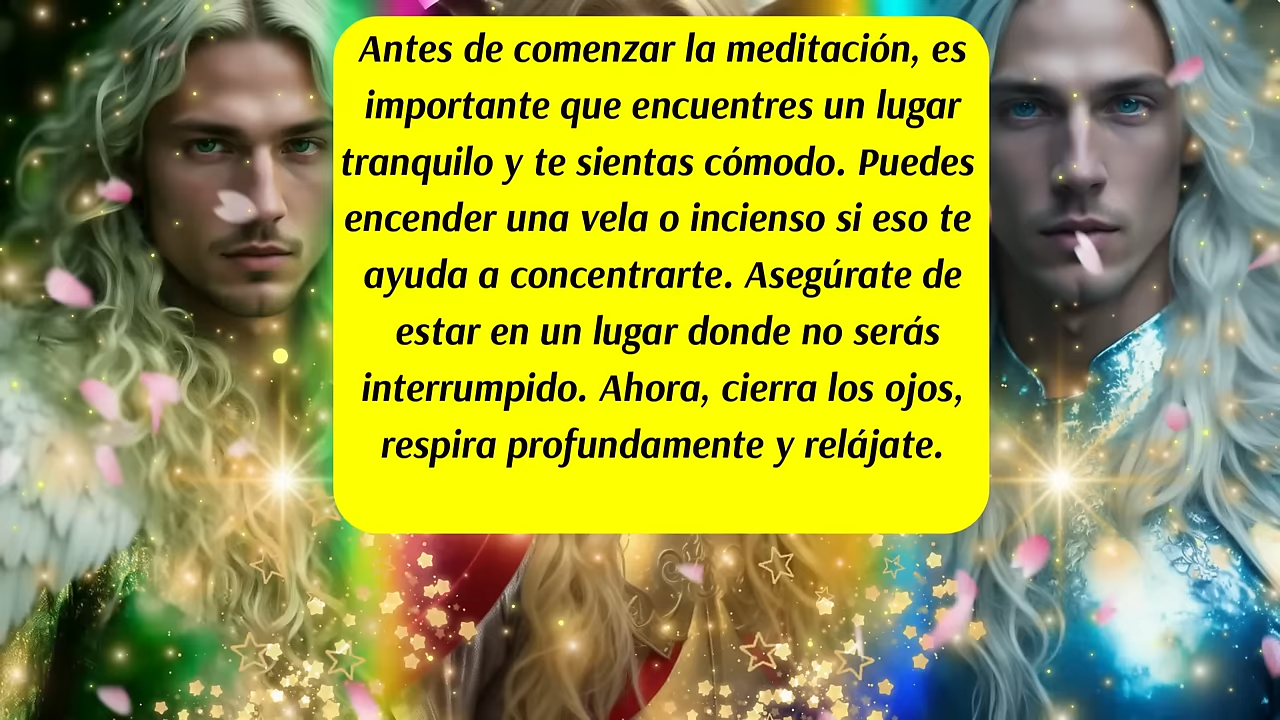 Antes de comenzar la meditación, es
importante que encuentres un lugar
tranquilo y te sientas cómodo. Puedes
encender una vela o incienso si eso te
ayuda a concentrarte. Asegúrate de
estar en un lugar donde no serás
interrumpido. Ahora, cierra los ojos,
respira profundamente y relájate.